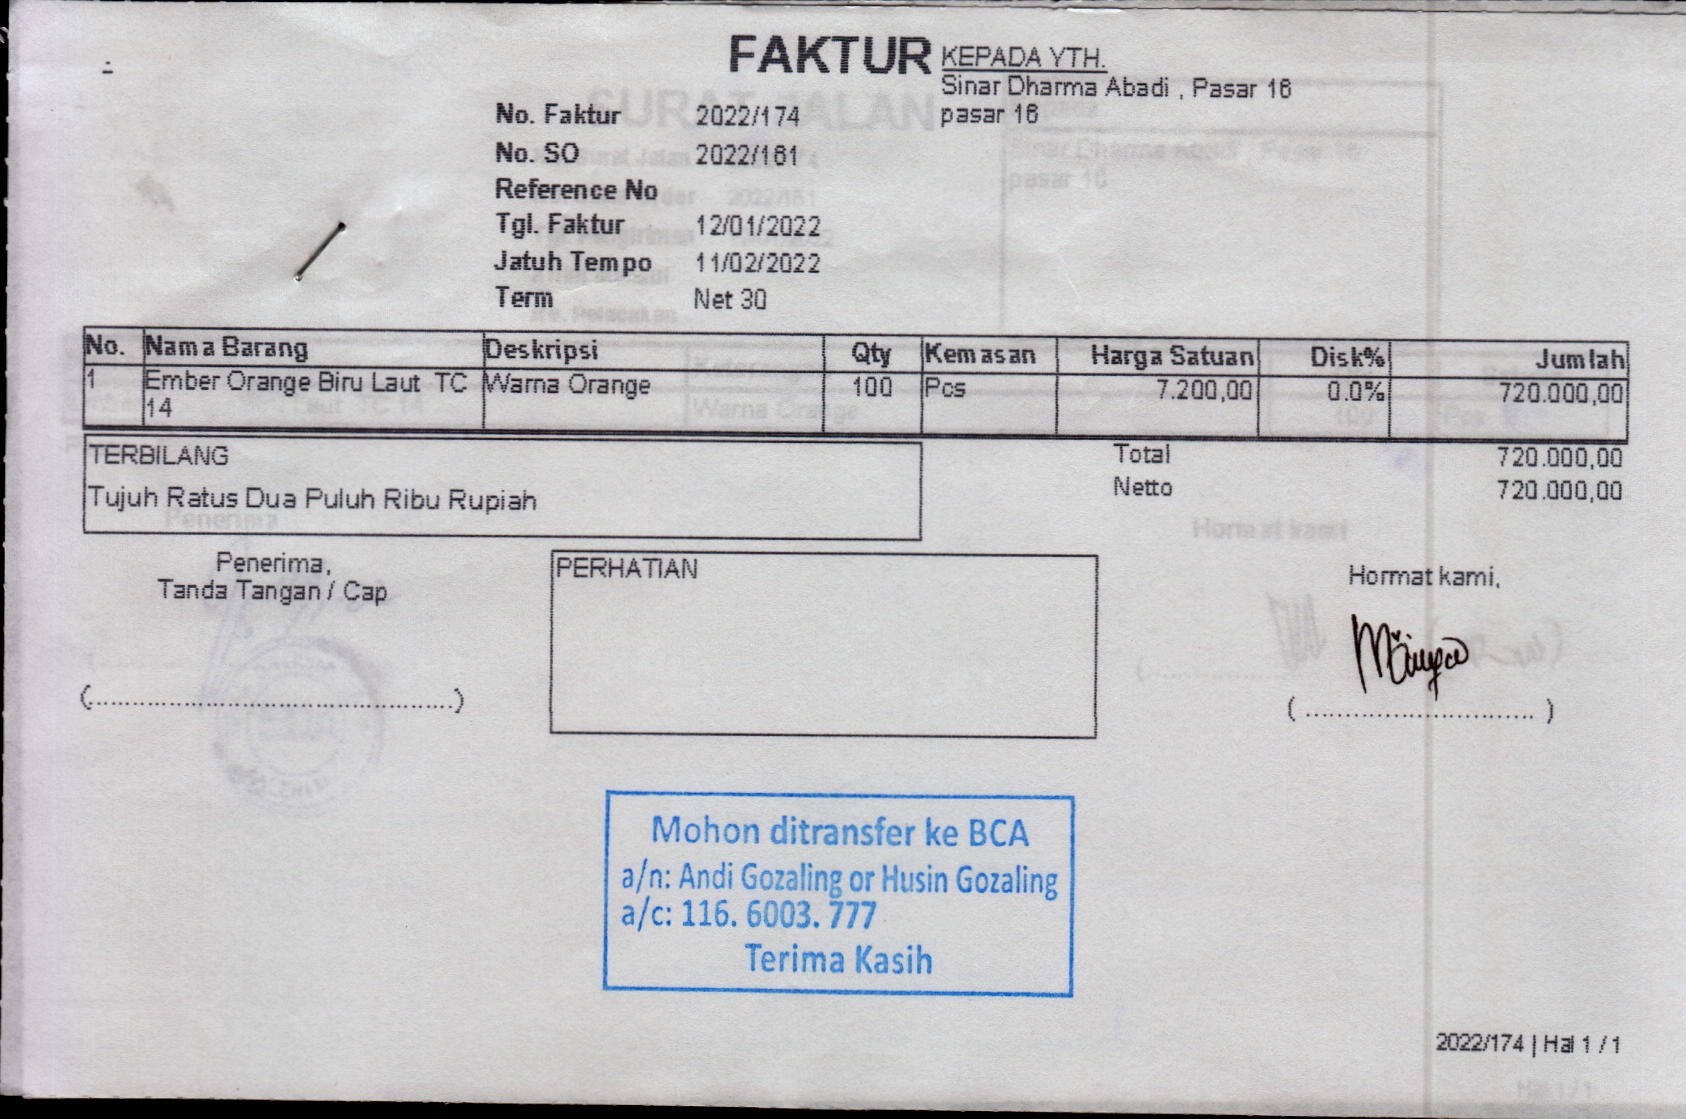 FAKTUR
KEPADA YTH.
Sinar Dharma Abadi , Pasar 16
pasar 16
No. Faktur 2022/174
No. SO 2022/161
Reference No
Tgl. Faktur 12/01/2022
Jatuh Tempo 11/02/2022
Term Net 30
No. Nama Barang Deskripsi Qty Kemasan Harga Satuan Disk% Jumlah
1 Ember Orange Biru Laut TC 14 Warna Orange 100 Pcs 7.200,00 0.0% 720.000,00
TERBILANG
Tujuh Ratus Dua Puluh Ribu Rupiah
Total 720.000,00
Netto 720.000,00
Penerima,
Tanda Tangan / Cap
(..................................................)
PERHATIAN
Hormat kami,
( ............................... )
Mohon ditransfer ke BCA
a/n: Andi Gozaling or Husin Gozaling
a/c: 116. 6003. 777
Terima Kasih
2022/174 | Hal 1 / 1